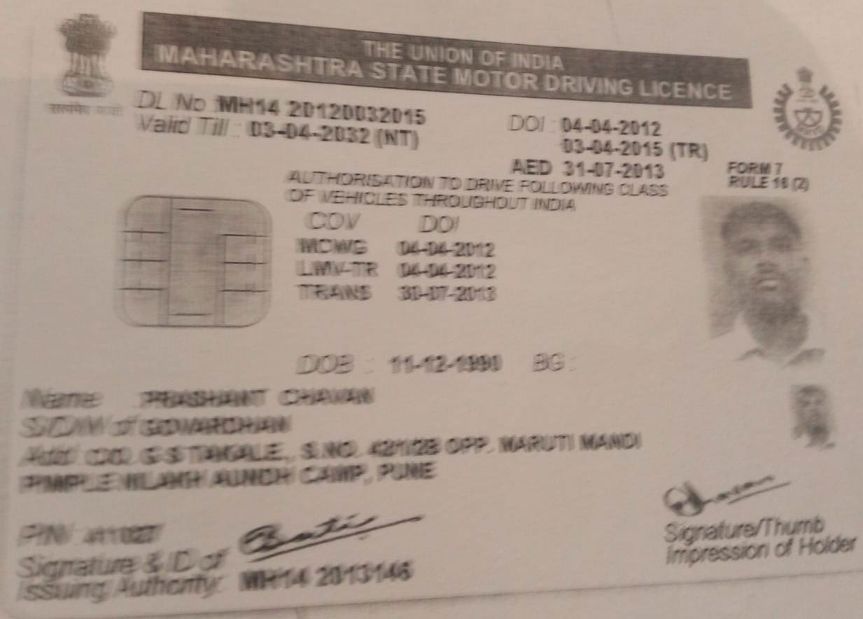 THE UNION OF INDIA
MAHARASHTRA STATE MOTOR DRIVING LICENCE
DL No MH14 20120032015
DOI : 04-04-2012
Valid Till : 03-04-2032 (NT)
03-04-2015 (TR)
AED 31-07-2013
FORM 7
RULE 16 (2)
AUTHORISATION TO DRIVE FOLLOWING CLASS
OF VEHICLES THROUGHOUT INDIA
COV DOI
MCWG 04-04-2012
LMV-TR 04-04-2012
TRANS 30-07-2013
DOB : 11-12-1990 BG :
Name PRASHANT CHAVAN
S/D/W of GOVARDHAN
Add C/O, G S TAKALE, S.NO. OPP. MARUTI MANDI
PIMPLE NILAKH AUNDH CAMP, PUNE
PIN 411027
Signature & ID of
Issuing Authority: MH14 2013146
Signature/Thumb
Impression of Holder